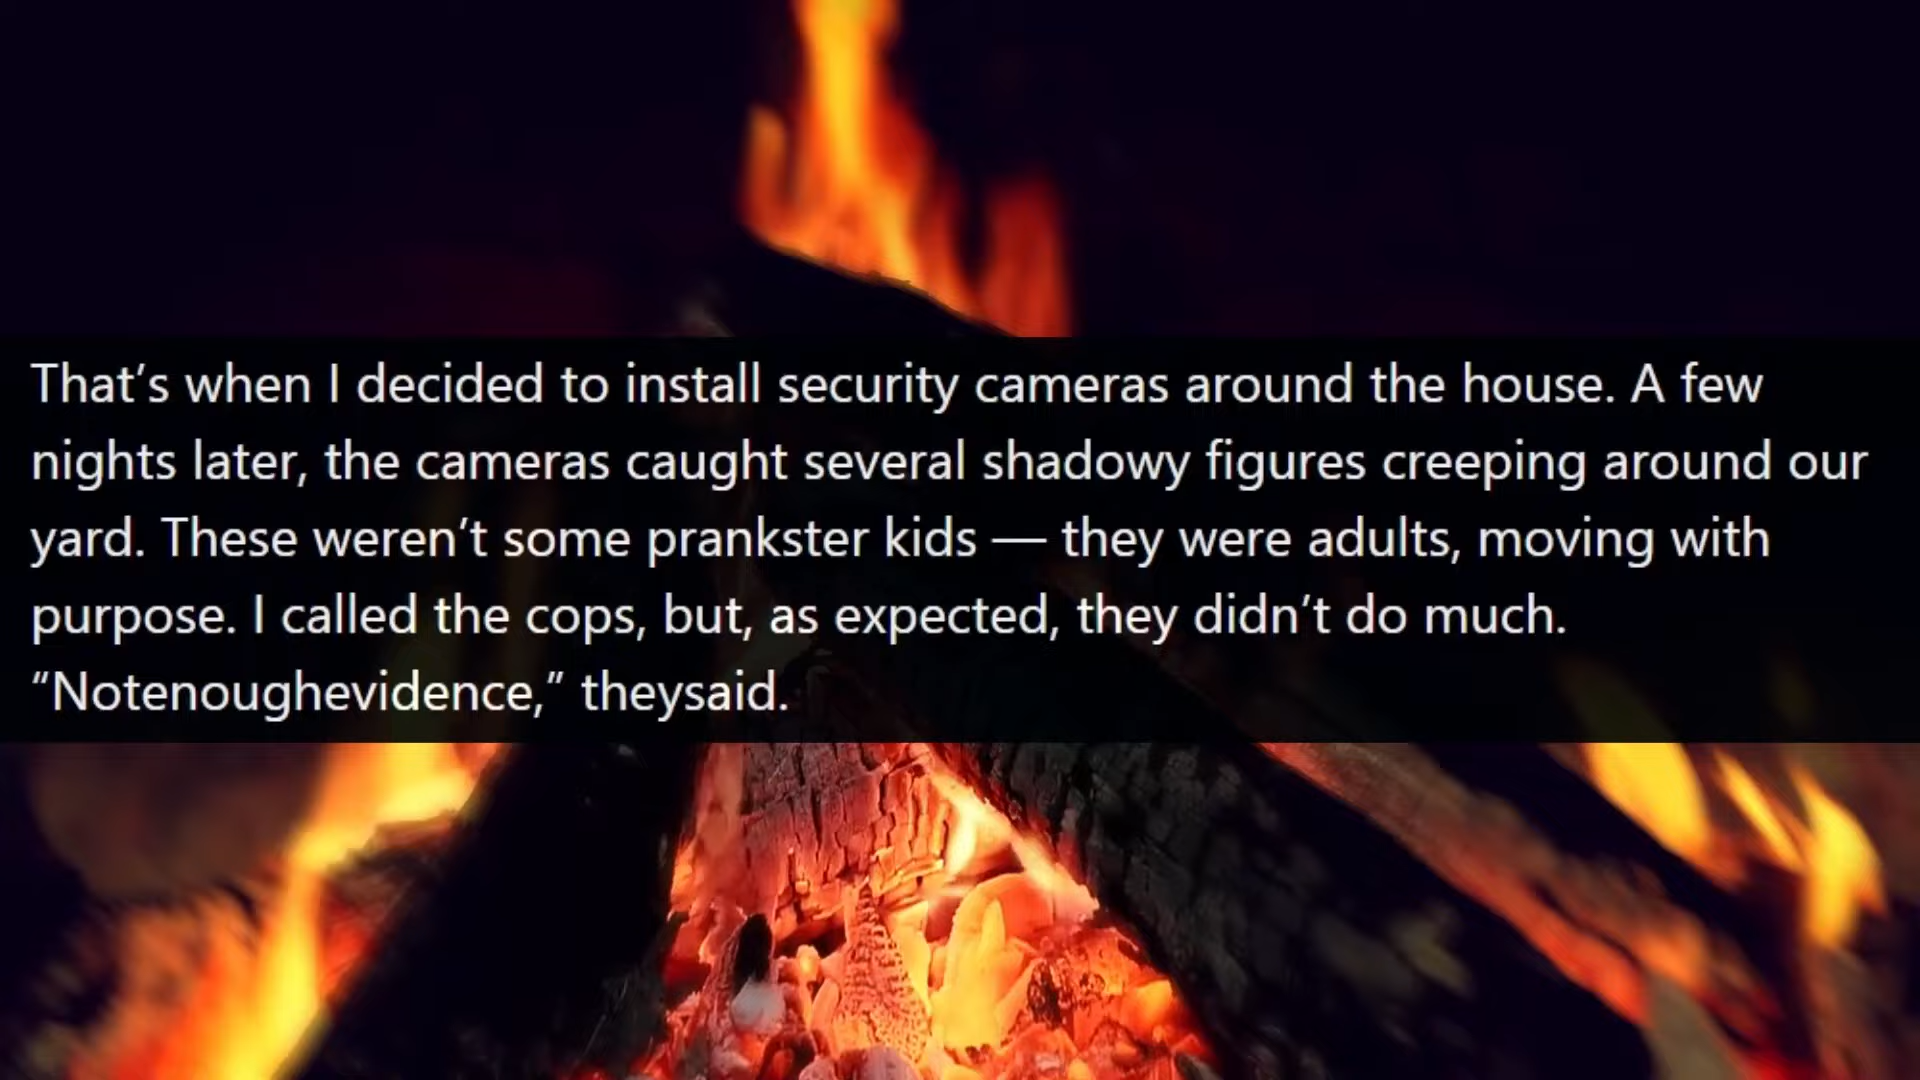 That’s when I decided to install security cameras around the house. A few
nights later, the cameras caught several shadowy figures creeping around our
yard. These weren’t some prankster kids — they were adults, moving with
purpose. I called the cops, but, as expected, they didn’t do much.
“Notenoughevidence,” theysaid.